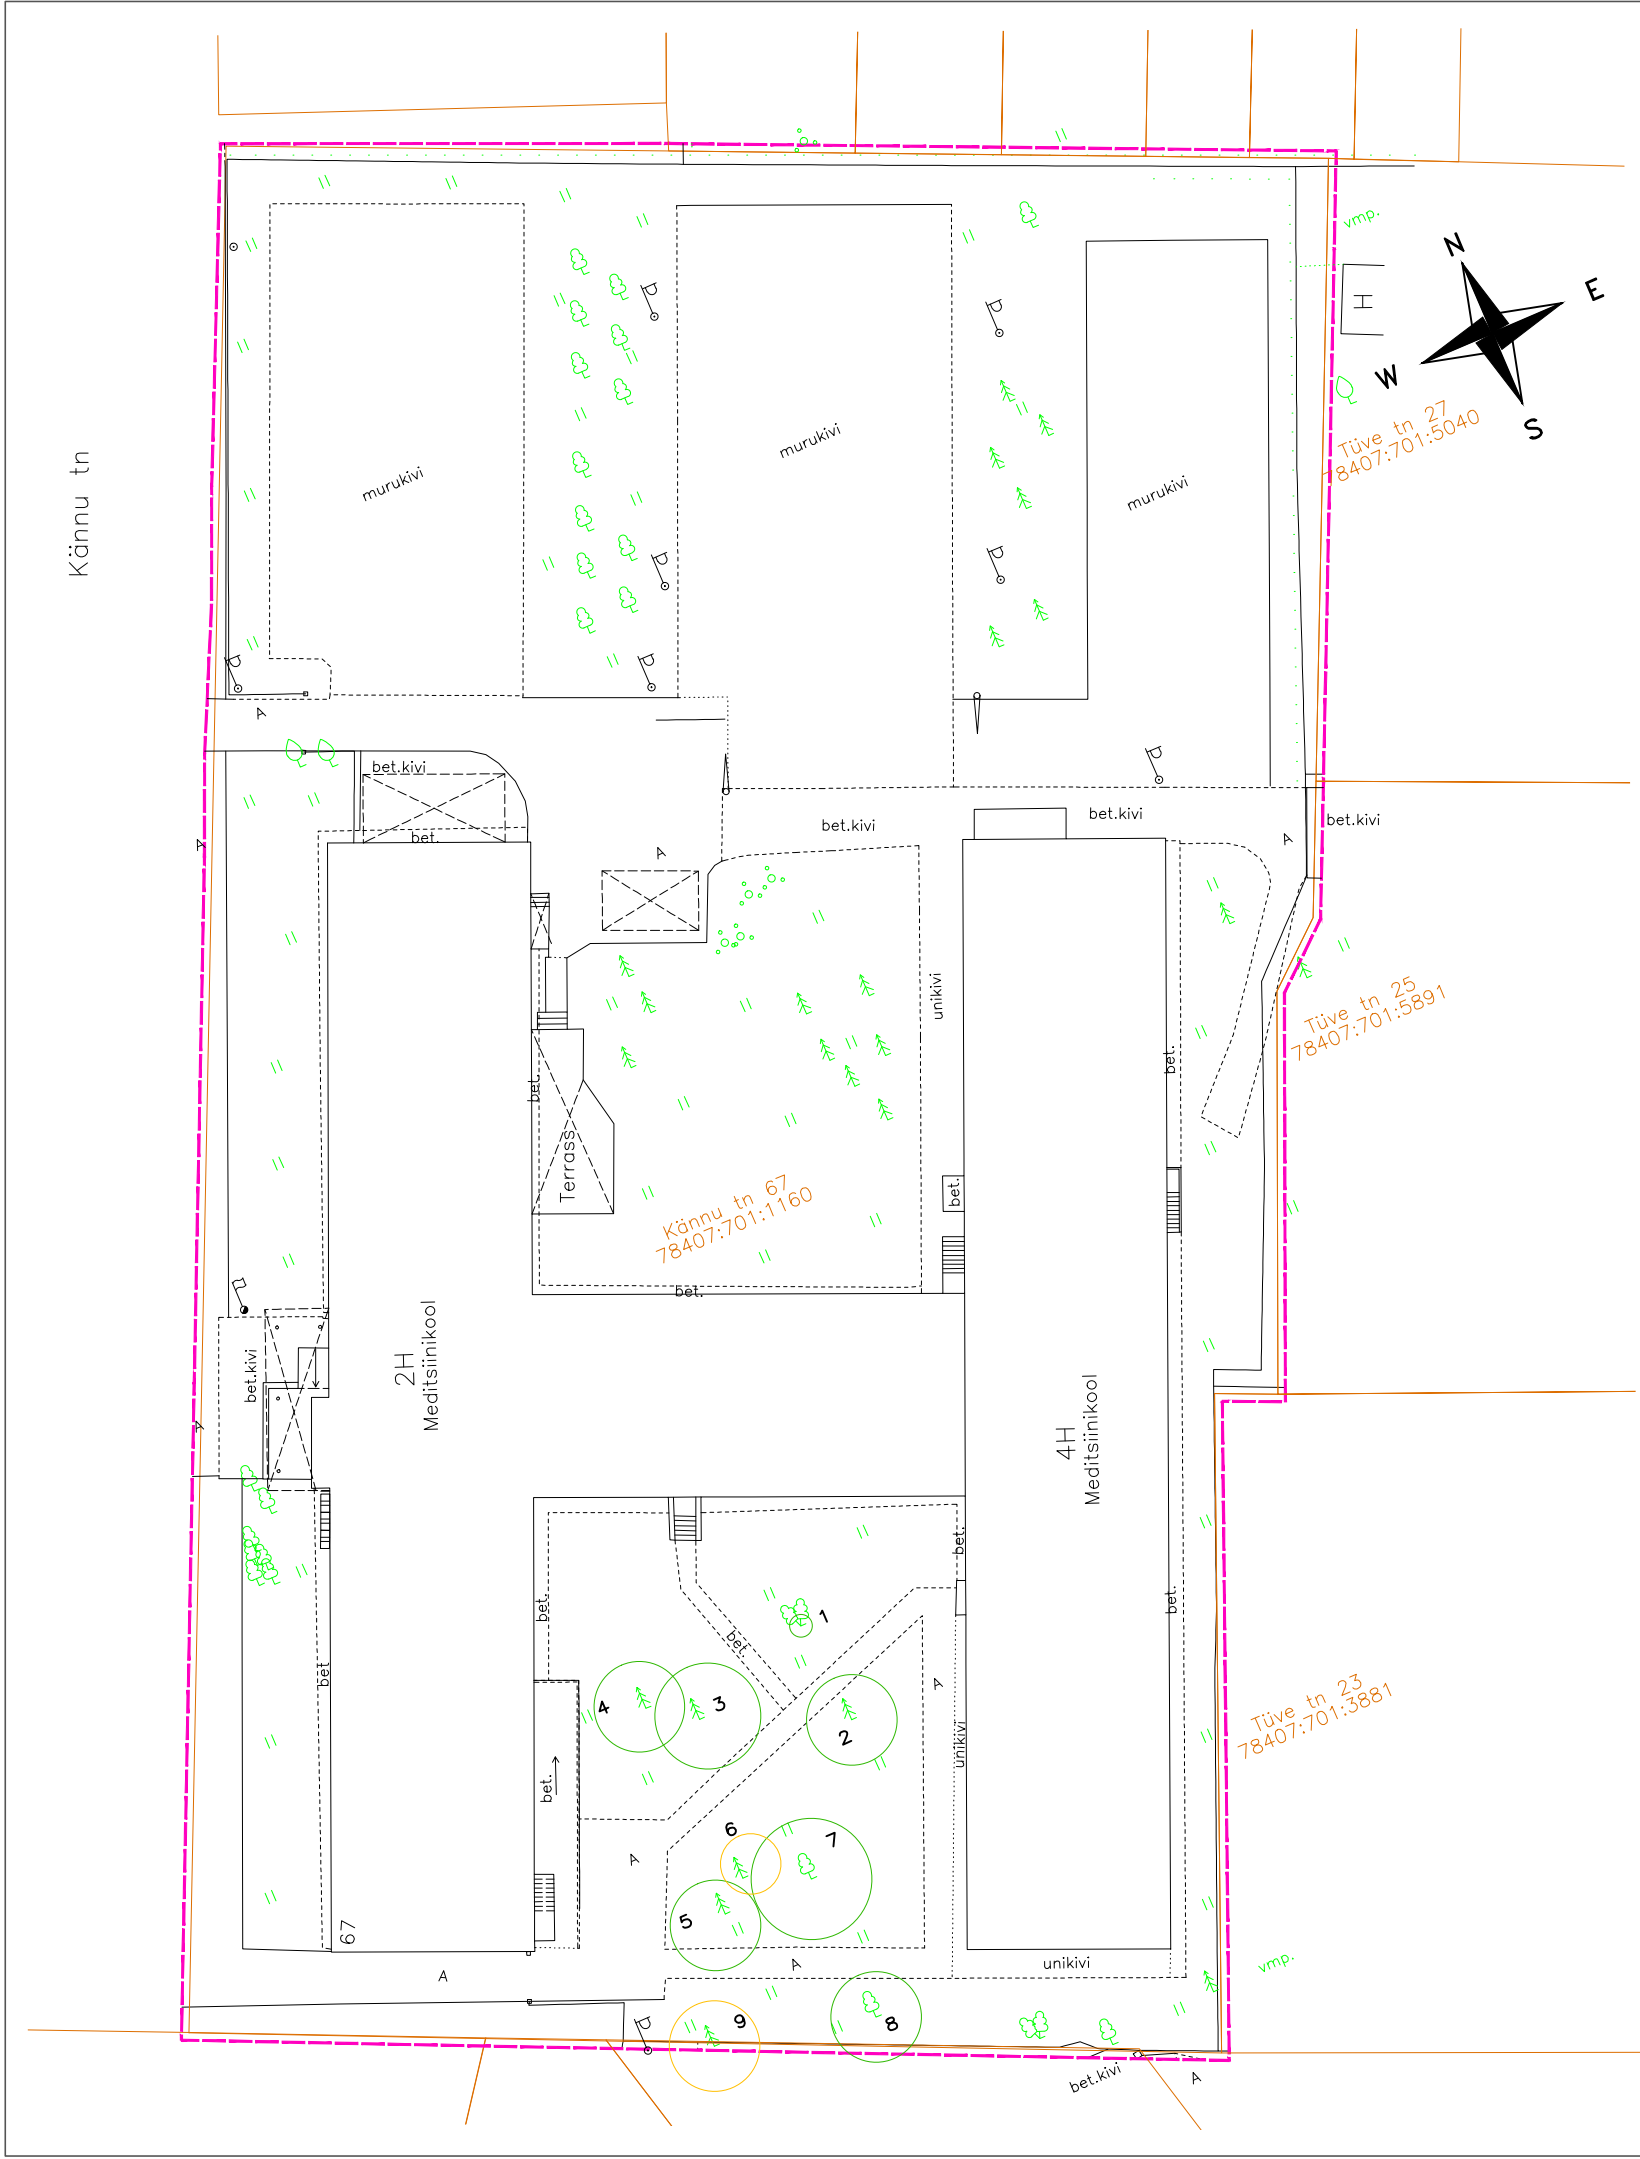 vmp.
N
E
W
S
H
Tüve tn 27
78407:701:5040
Kännu tn
murukivi
murukivi
murukivi
A
bet.kivi
bet.
A
A
bet.kivi
bet.kivi
A
bet.kivi
unikivi
bet.
Tüve tn 25
78407:701:5891
bet.
Terrass
bet.
Kännu tn 67
78407:701:1160
bet.
bet.kivi
A
2H
Meditsiinikool
4H
Meditsiinikool
bet.
bet.
bet.
bet.
bet
1
2
3
4
A
unikivi
Tüve tn 23
78407:701:3881
bet.
6
7
A
5
67
A
A
unikivi
vmp.
9
8
bet.kivi
A